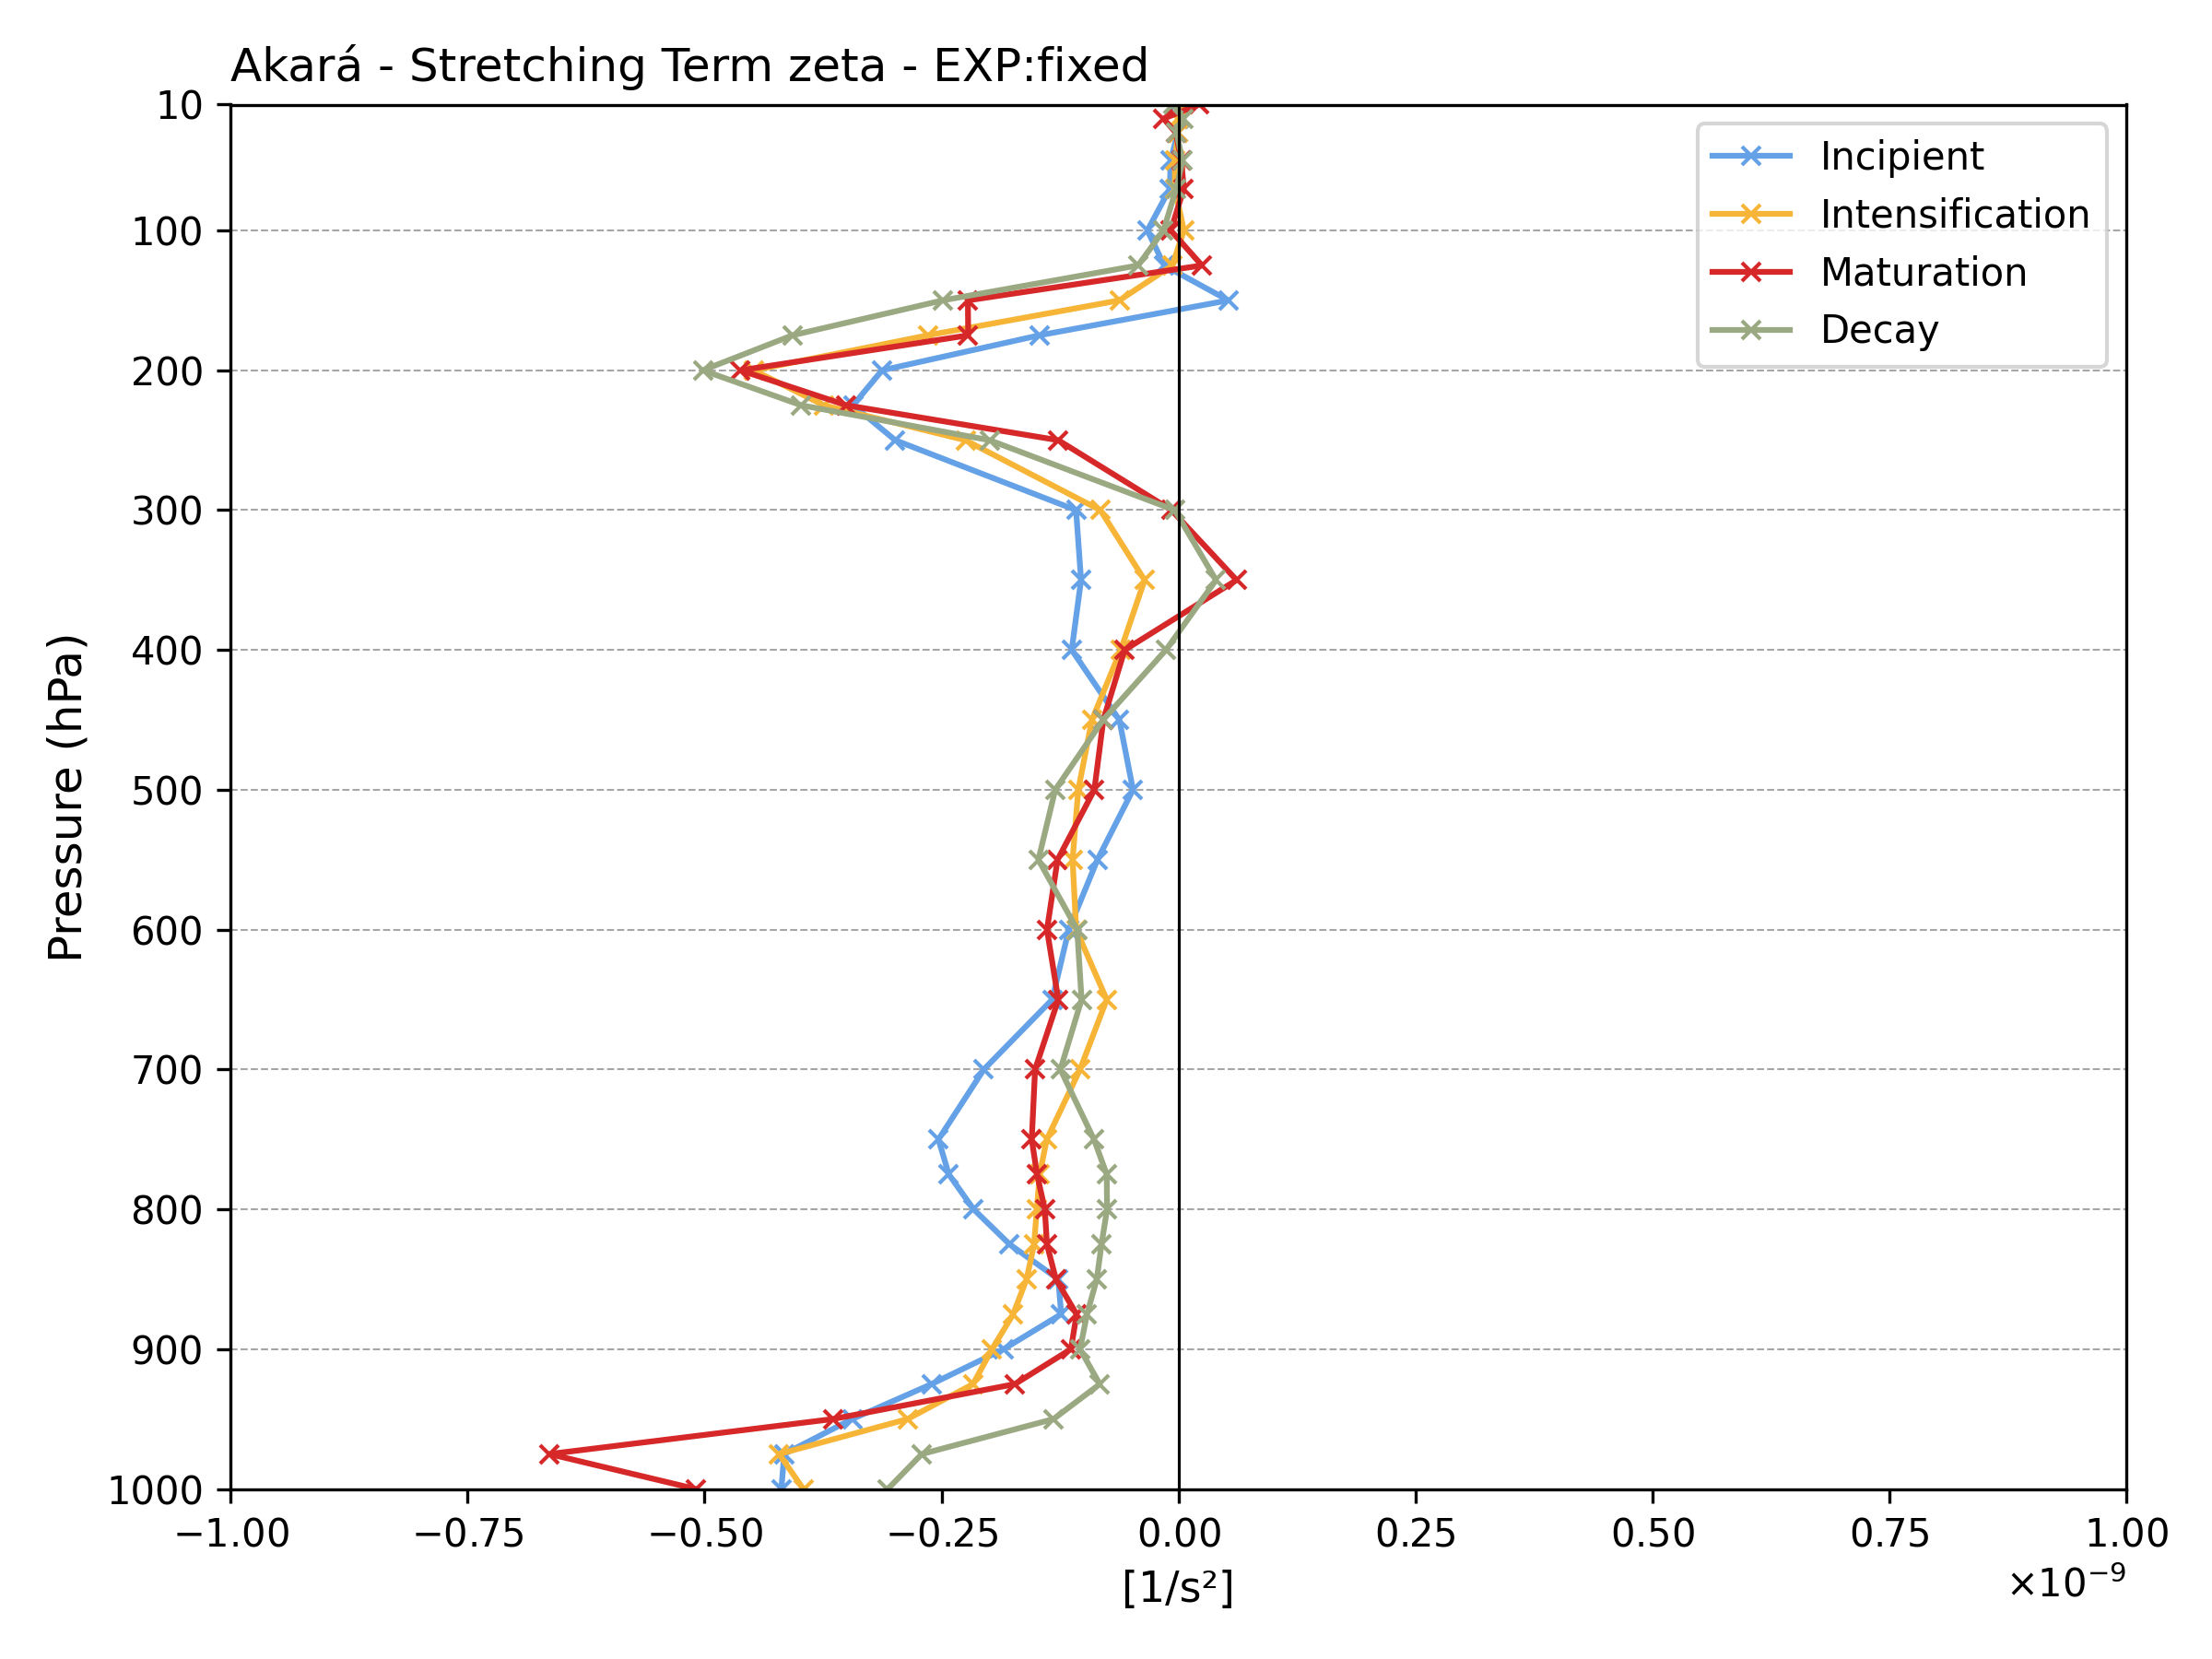 Akará - Stretching Term zeta - EXP:fixed
10
100
200
300
400
500
600
700
800
900
1000
Pressure (hPa)
Incipient
Intensification
Maturation
Decay
−1.00 −0.75 −0.50 −0.25 0.00 0.25 0.50 0.75 1.00
[1/s²]
×10⁻⁹